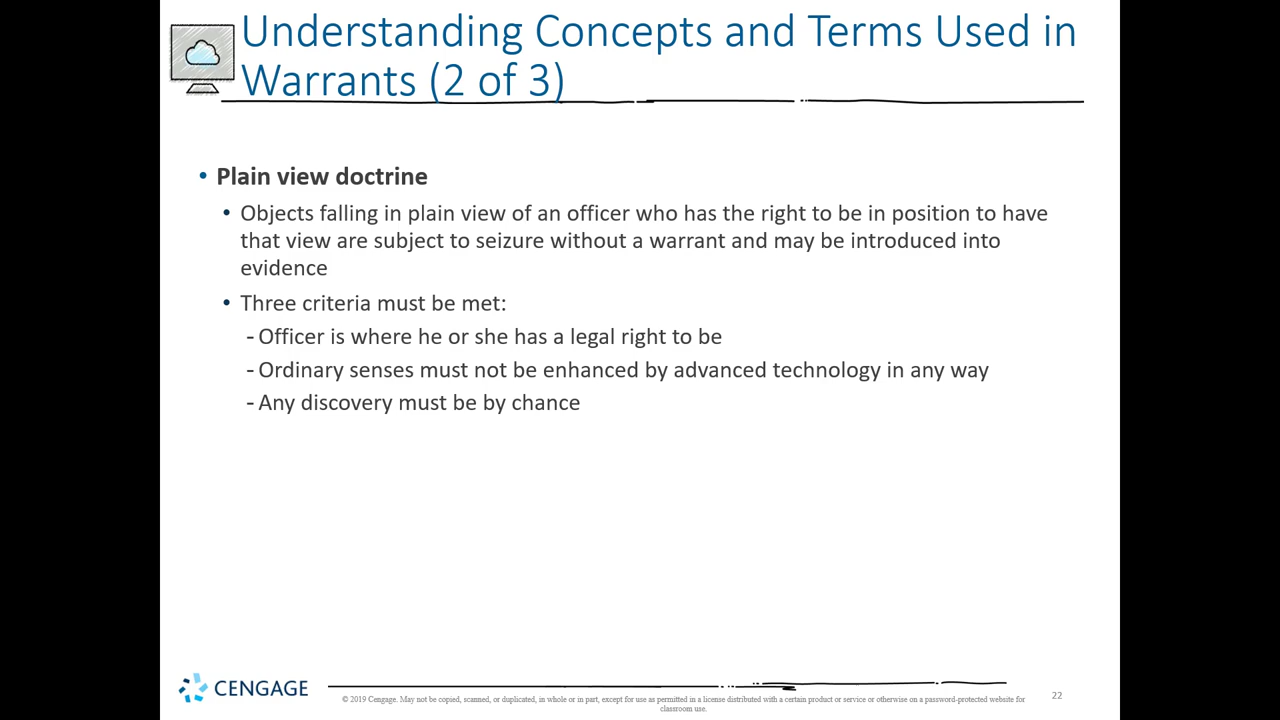 Understanding Concepts and Terms Used in
Warrants (2 of 3)
• Plain view doctrine
• Objects falling in plain view of an officer who has the right to be in position to have
that view are subject to seizure without a warrant and may be introduced into
evidence
• Three criteria must be met:
- Officer is where he or she has a legal right to be
- Ordinary senses must not be enhanced by advanced technology in any way
- Any discovery must be by chance
CENGAGE
© 2019 Cengage. May not be copied, scanned, or duplicated, in whole or in part, except for use as permitted in a license distributed with a certain product or service or otherwise on a password-protected website for
classroom use.
22